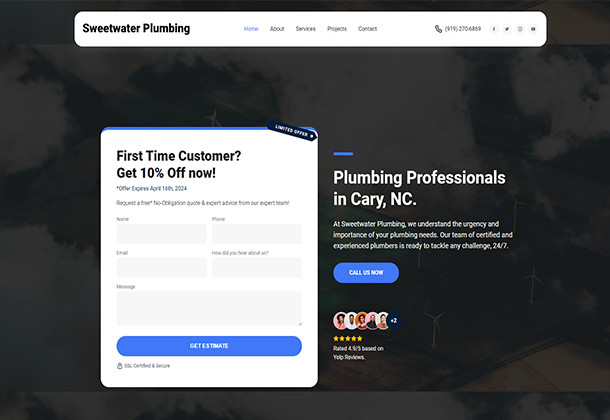 Sweetwater Plumbing
Home About Services Projects Contact
(919) 270-6869
LIMITED OFFER
First Time Customer?
Get 10% Off now!
*Offer Expires April 16th, 2024
Request a free* No-Obligation quote & expert advice from our expert team!
Name Phone
Email How did you hear about us?
Message
GET ESTIMATE
SSL Certified & Secure
Plumbing Professionals
in Cary, NC.
At Sweetwater Plumbing, we understand the urgency and
importance of your plumbing needs. Our team of certified and
experienced plumbers is ready to tackle any challenge, 24/7.
CALL US NOW
+2
Rated 4.9/5 based on
Yelp Reviews.